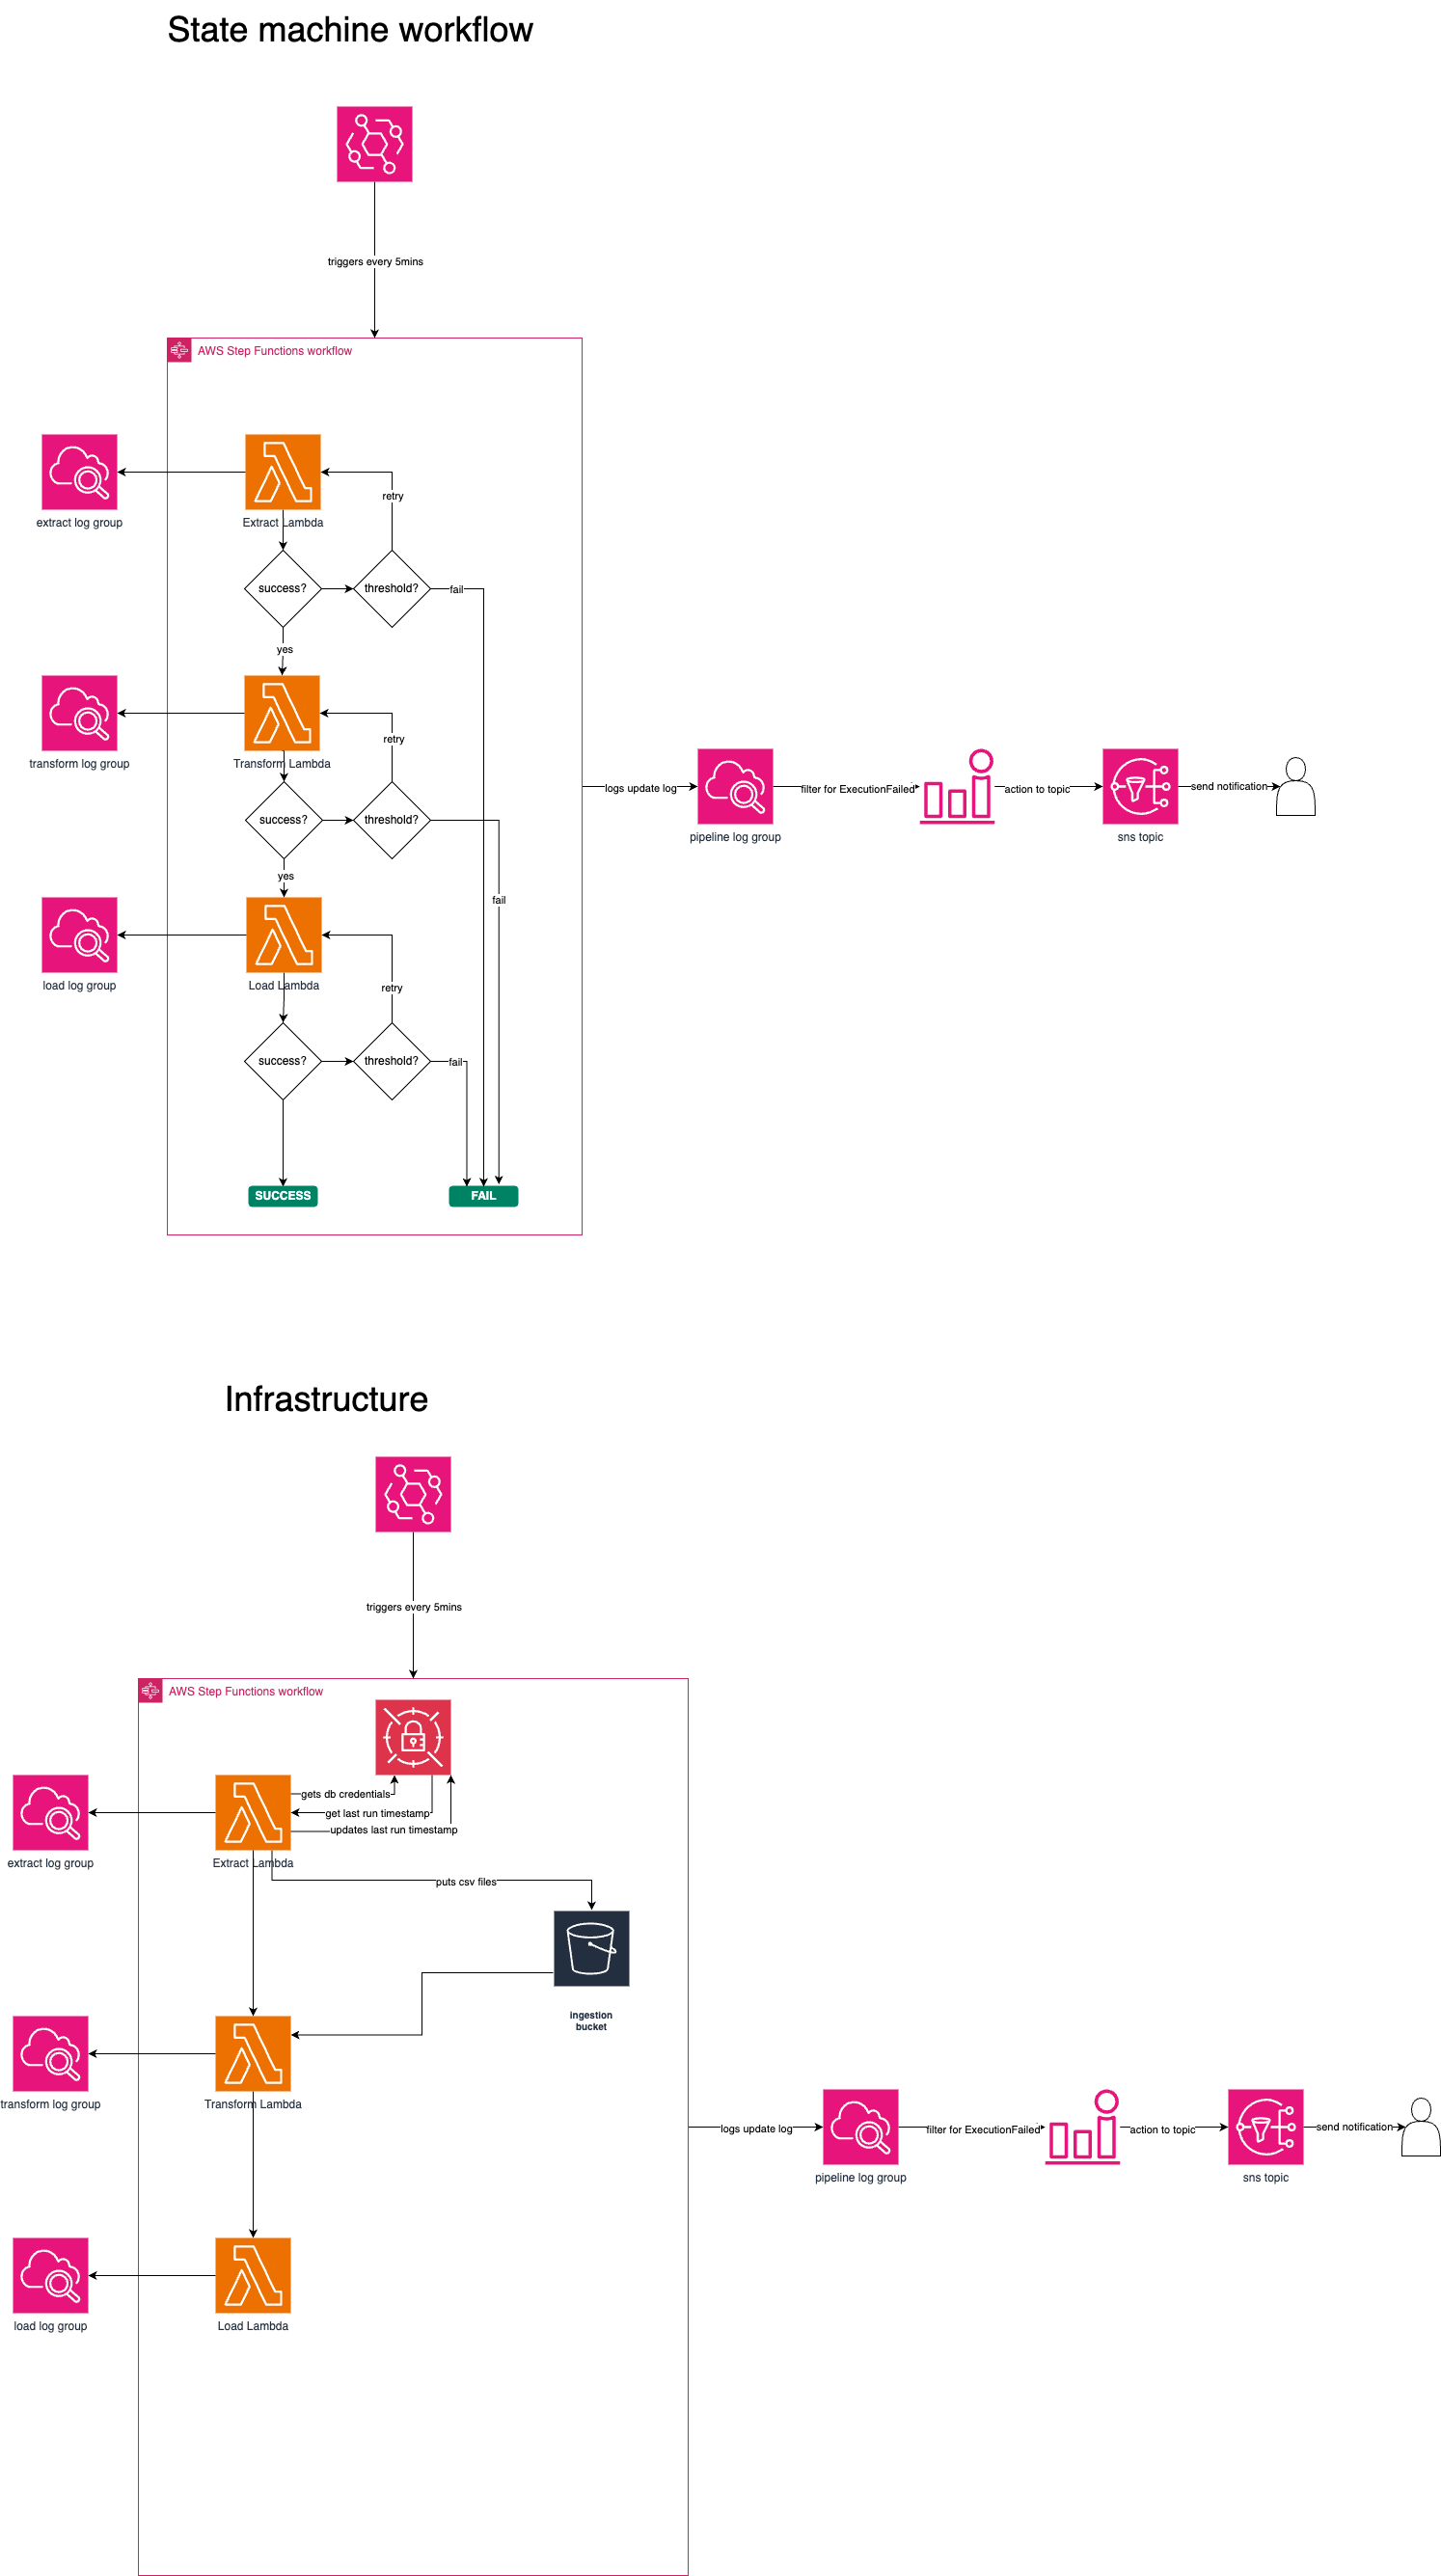 State machine workflow
triggers every 5mins
AWS Step Functions workflow
retry
extract log group
Extract Lambda
success?
threshold?
fail
yes
retry
transform log group
Transform Lambda
logs update log
filter for ExecutionFailed
action to topic
send notification
success?
threshold?
pipeline log group
sns topic
yes
fail
load log group
Load Lambda
retry
success?
threshold?
fail
SUCCESS
FAIL
Infrastructure
triggers every 5mins
AWS Step Functions workflow
gets db credentials
get last run timestamp
updates last run timestamp
extract log group
Extract Lambda
puts csv files
ingestion
bucket
transform log group
Transform Lambda
logs update log
filter for ExecutionFailed
action to topic
send notification
pipeline log group
sns topic
load log group
Load Lambda